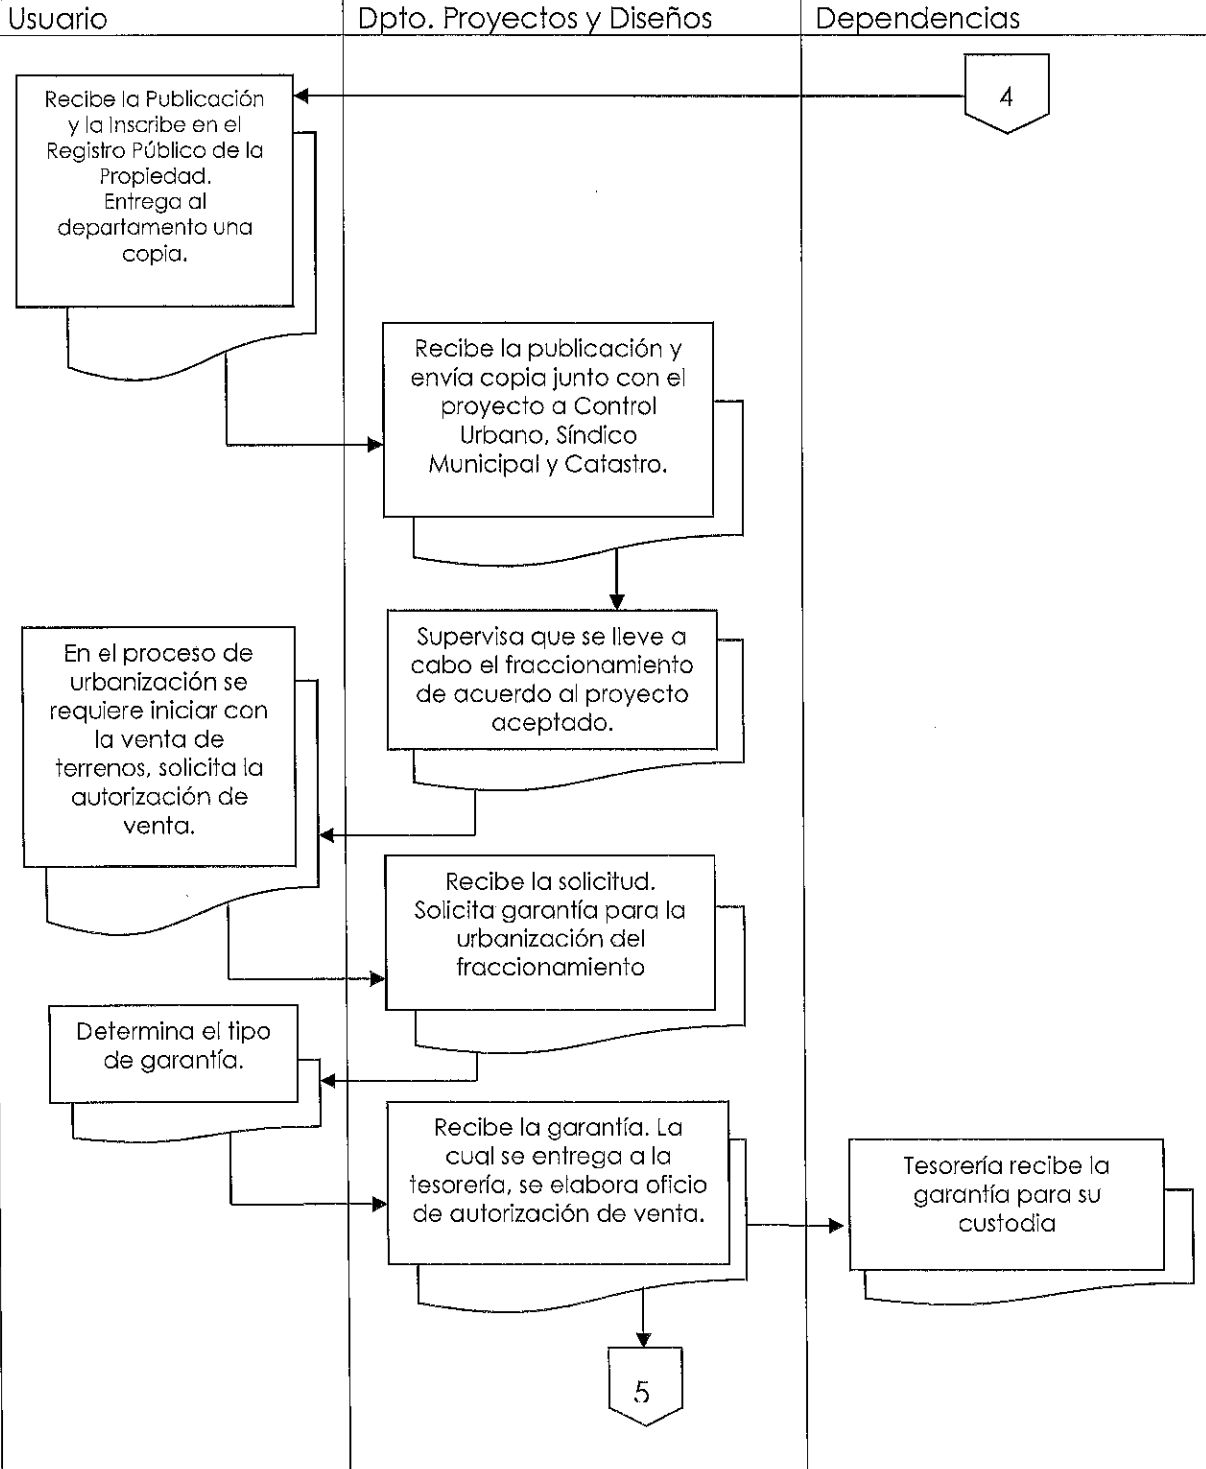 Usuario
Dpto. Proyectos y Diseños
Dependencias
4
Recibe la Publicación
y la Inscribe en el
Registro Público de la
Propiedad.
Entrega al
departamento una
copia.
Recibe la publicación y
envía copia junto con el
proyecto a Control
Urbano, Síndico
Municipal y Catastro.
Supervisa que se lleve a
cabo el fraccionamiento
de acuerdo al proyecto
aceptado.
En el proceso de
urbanización se
requiere iniciar con
la venta de
terrenos, solicita la
autorización de
venta.
Recibe la solicitud.
Solicita garantía para la
urbanización del
fraccionamiento
Determina el tipo
de garantía.
Recibe la garantía. La
cual se entrega a la
tesorería, se elabora oficio
de autorización de venta.
Tesorería recibe la
garantía para su
custodia
5